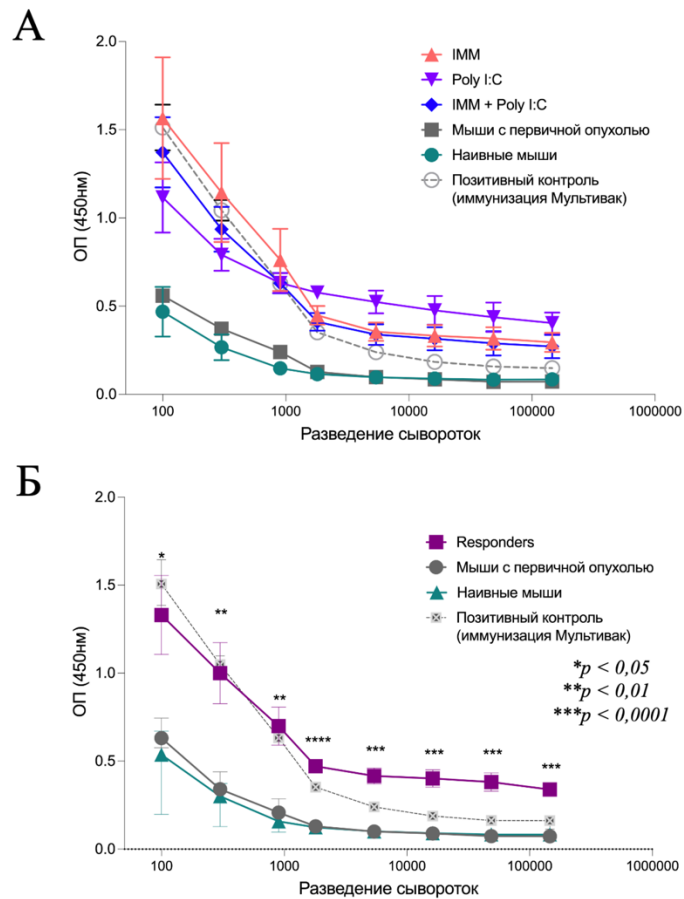 А
2.0
1.5
1.0
0.5
0.0
ОП (450нм)
100
1000
10000
100000
1000000
Разведение сывороток
IMM
Poly I:C
IMM + Poly I:C
Мыши с первичной опухолью
Наивные мыши
Позитивный контроль
(иммунизация Мультивак)
Б
2.0
1.5
1.0
0.5
0.0
ОП (450нм)
*
**
**
****
***
***
***
***
100
1000
10000
100000
1000000
Разведение сывороток
Responders
Мыши с первичной опухолью
Наивные мыши
Позитивный контроль
(иммунизация Мультивак)
*p < 0,05
**p < 0,01
***p < 0,0001